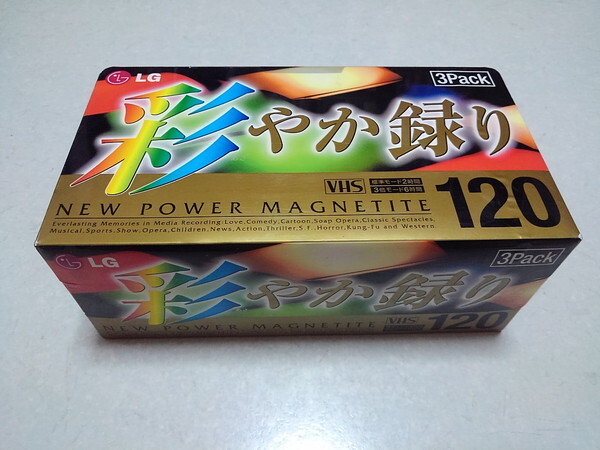 LG
3Pack
彩やか録り
VHS
標準モード2時間
3倍モード6時間
120
NEW POWER MAGNETITE
Everlasting Memories in Media Recording:Love,Comedy,Cartoon,Soap Opera,Classic Spectacles,
Musical,Sports,Show,Opera,Children,News,Action,Thriller,S.F.,Horror,Kung-Fu and Western.
LG
3Pack
彩やか録り
NEW POWER MAGNETITE
VHS
120